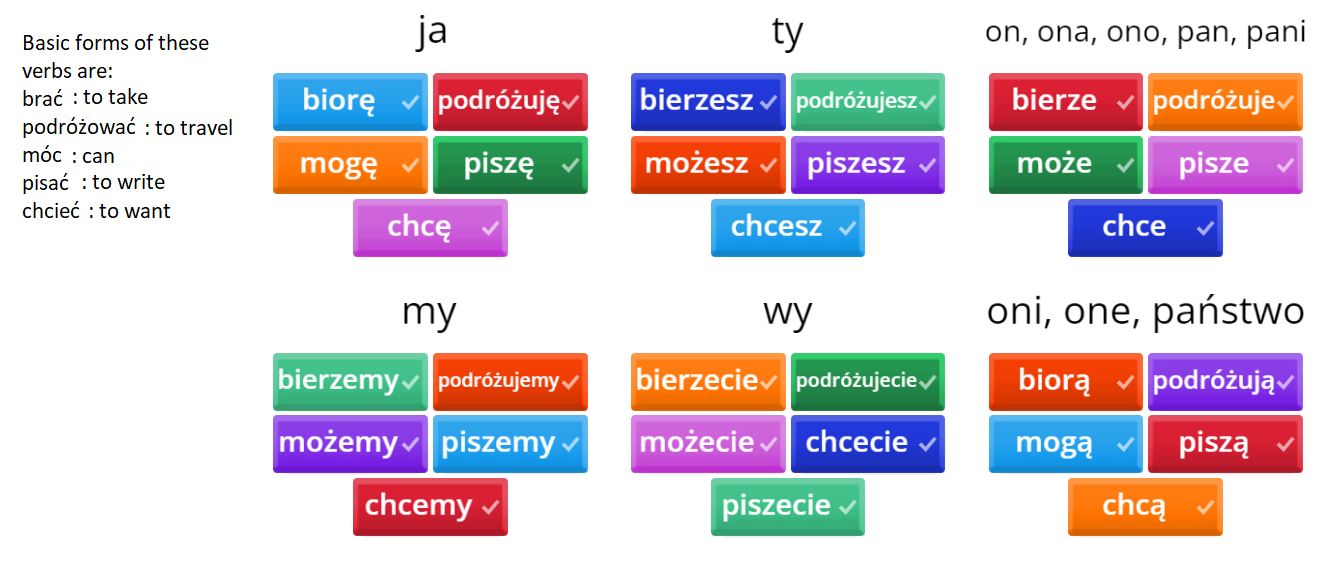 Basic forms of these
verbs are:
brać : to take
podróżować : to travel
móc : can
pisać : to write
chcieć : to want
ja
biorę podróżuję
mogę piszę
chcę
ty
bierzesz podróżujesz
możesz piszesz
chcesz
on, ona, ono, pan, pani
bierze podróżuje
może pisze
chce
my
bierzemy podróżujemy
możemy piszemy
chcemy
wy
bierzecie podróżujecie
możecie chcecie
piszecie
oni, one, państwo
biorą podróżują
mogą piszą
chcą